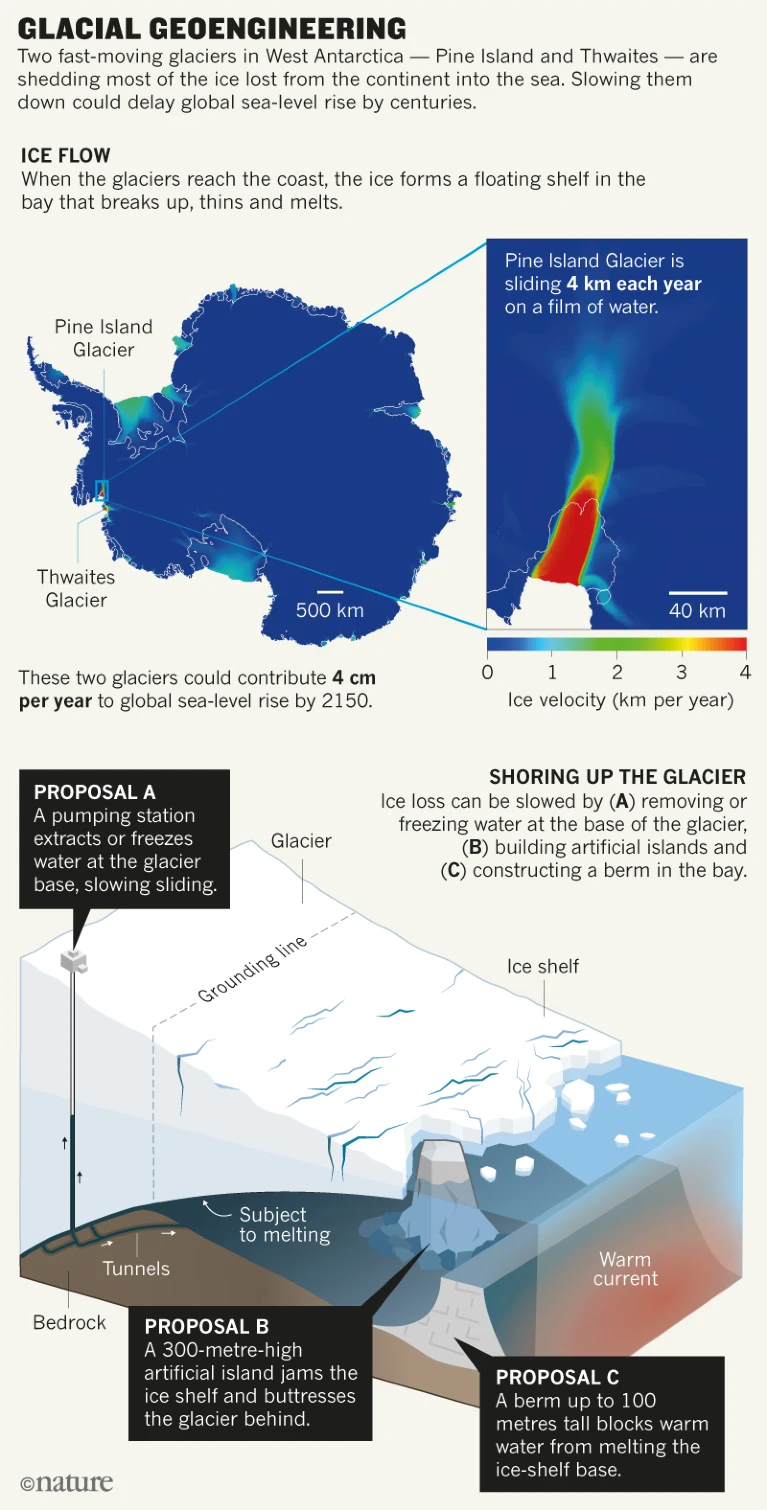 GLACIAL GEOENGINEERING
Two fast-moving glaciers in West Antarctica — Pine Island and Thwaites — are
shedding most of the ice lost from the continent into the sea. Slowing them
down could delay global sea-level rise by centuries.
ICE FLOW
When the glaciers reach the coast, the ice forms a floating shelf in the
bay that breaks up, thins and melts.
Pine Island Glacier is
sliding 4 km each year
on a film of water.
Pine Island
Glacier
Thwaites
Glacier
500 km
40 km
0 1 2 3 4
Ice velocity (km per year)
These two glaciers could contribute 4 cm
per year to global sea-level rise by 2150.
SHORING UP THE GLACIER
Ice loss can be slowed by (A) removing or
freezing water at the base of the glacier,
(B) building artificial islands and
(C) constructing a berm in the bay.
PROPOSAL A
A pumping station
extracts or freezes
water at the glacier
base, slowing sliding.
Glacier
Grounding line
Ice shelf
Subject
to melting
Tunnels
Bedrock
Warm
current
PROPOSAL B
A 300-metre-high
artificial island jams the
ice shelf and buttresses
the glacier behind.
PROPOSAL C
A berm up to 100
metres tall blocks warm
water from melting the
ice-shelf base.
©nature